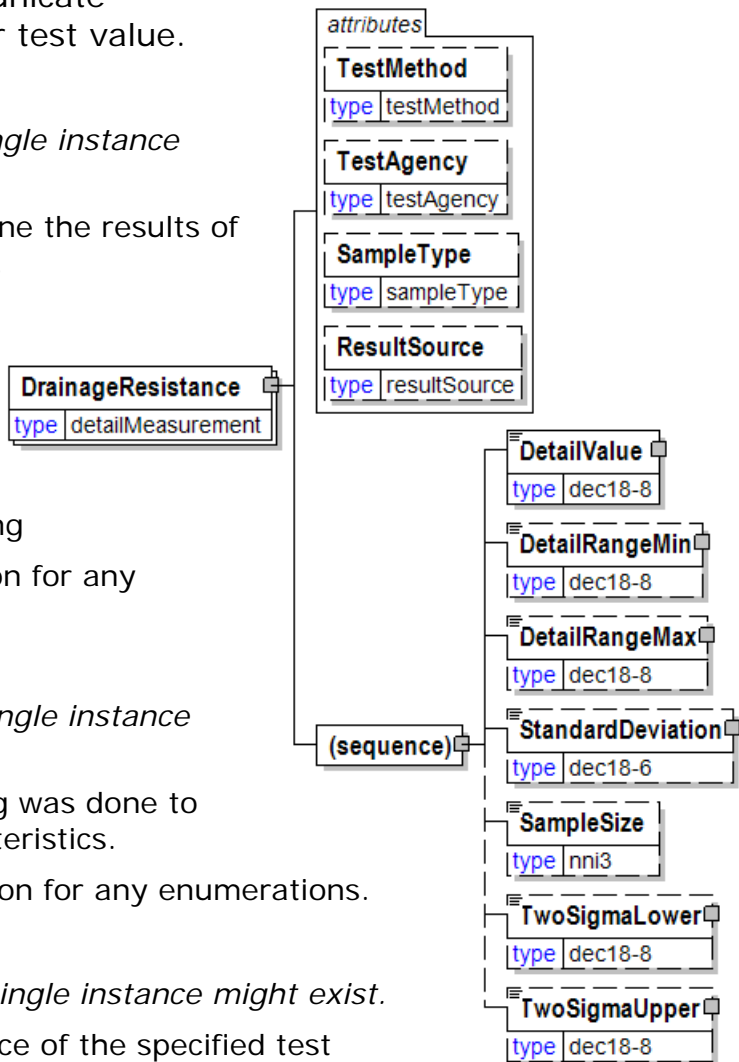 unicate
r test value.
ngle instance
ne the results of
ng
on for any
ngle instance
g was done to
teristics.
on for any enumerations.
single instance might exist.
ce of the specified test
attributes
TestMethod
type testMethod
TestAgency
type testAgency
SampleType
type sampleType
ResultSource
type resultSource
DrainageResistance
type detailMeasurement
(sequence)
DetailValue
type dec18-8
DetailRangeMin
type dec18-8
DetailRangeMax
type dec18-8
StandardDeviation
type dec18-6
SampleSize
type nni3
TwoSigmaLower
type dec18-8
TwoSigmaUpper
type dec18-8